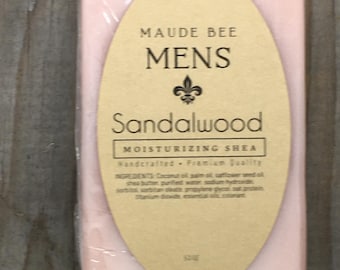 MAUDE BEE
MENS
Sandalwood
MOISTURIZING SHEA
Handcrafted • Premium Quality
INGREDIENTS: Coconut oil, palm oil, safflower seed oil,
shea butter, purified water, sodium hydroxide,
sorbitol, sorbitan oleate, propylene glycol, oat protein,
titanium dioxide, essential oils, colorant.